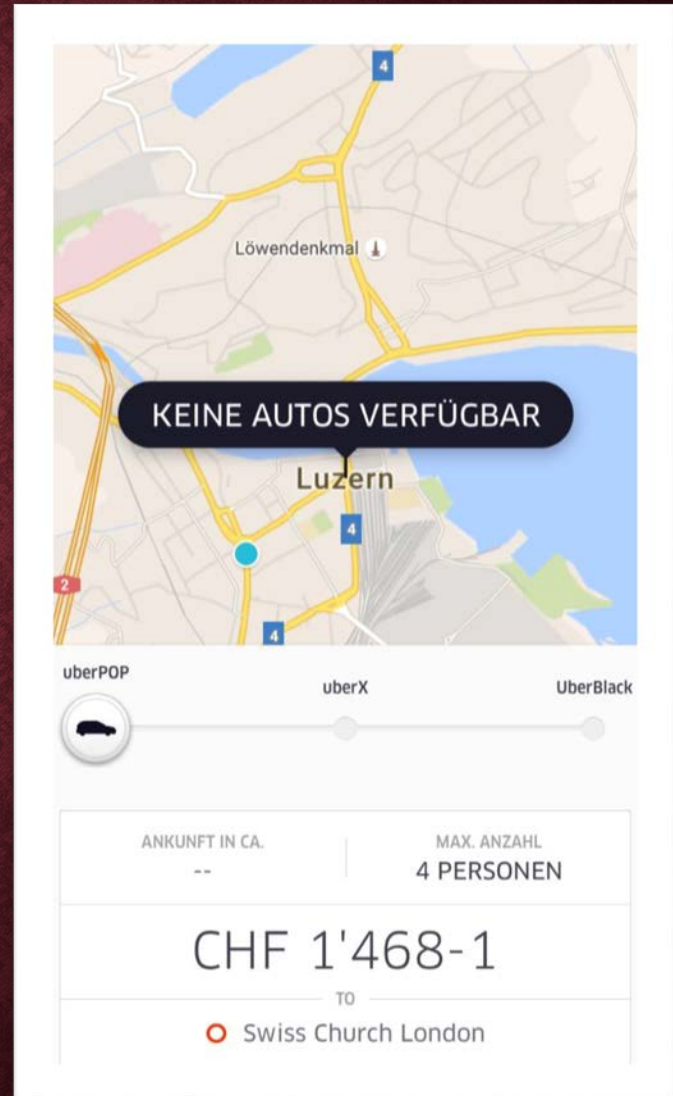 4
Löwendenkmal
KEINE AUTOS VERFÜGBAR
Luzern
4
2
4
uberPOP
uberX
UberBlack
ANKUNFT IN CA.
MAX. ANZAHL
--
4 PERSONEN
CHF 1'468-1
TO
Swiss Church London